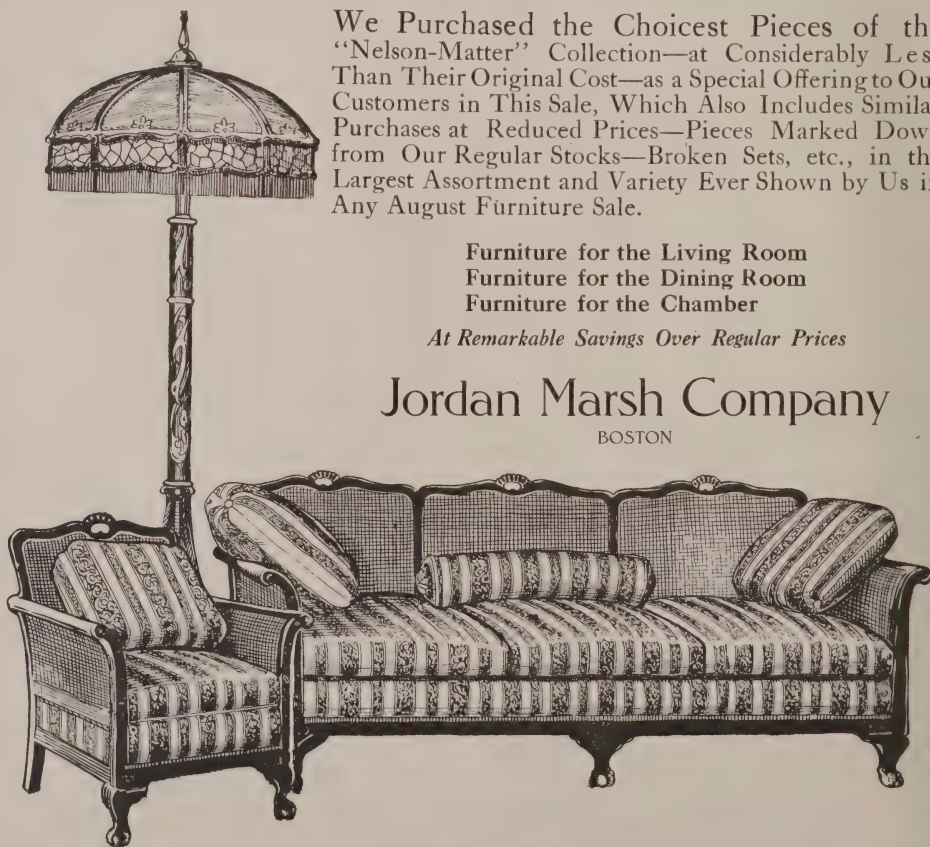 We Purchased the Choicest Pieces of th
“Nelson-Matter” Collection—at Considerably Les
Than Their Original Cost—as a Special Offering to Ou
Customers in This Sale, Which Also Includes Simila
Purchases at Reduced Prices—Pieces Marked Dow
from Our Regular Stocks—Broken Sets, etc., in th
Largest Assortment and Variety Ever Shown by Us i
Any August Furniture Sale.
Furniture for the Living Room
Furniture for the Dining Room
Furniture for the Chamber
At Remarkable Savings Over Regular Prices
Jordan Marsh Company
BOSTON